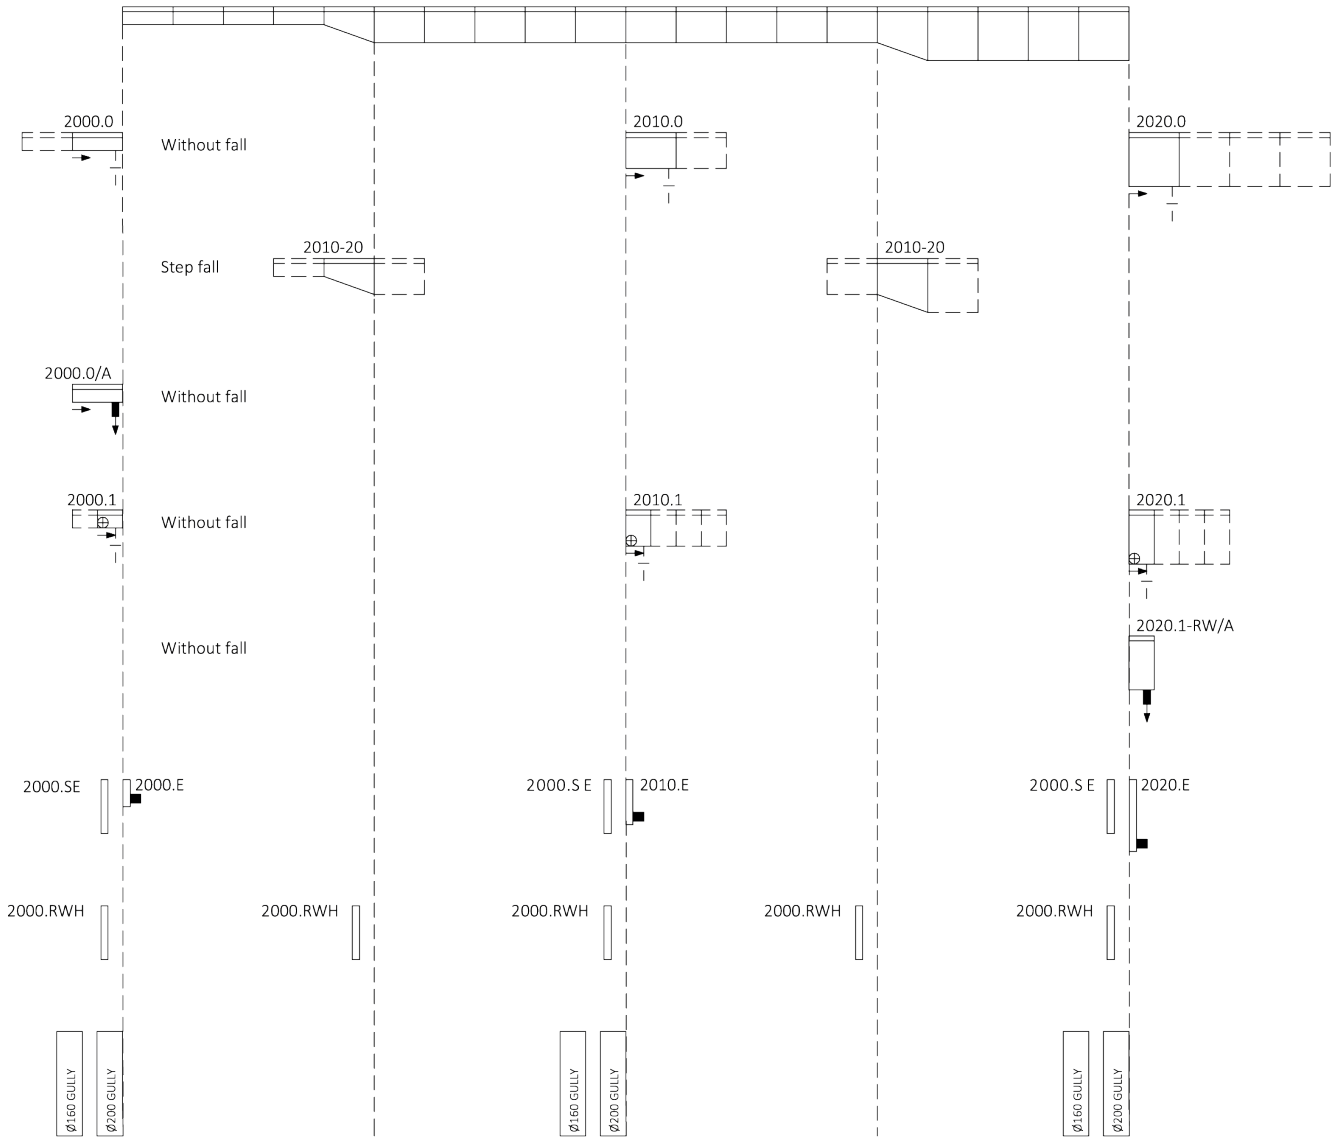 2000.0
2010.0
2020.0
Without fall
2010-20
2010-20
Step fall
2000.0/A
Without fall
2000.1
2010.1
2020.1
Without fall
2020.1-RW/A
Without fall
2000.SE
2000.E
2000.S E
2010.E
2000.S E
2020.E
2000.RWH
2000.RWH
2000.RWH
2000.RWH
2000.RWH
Ø160 GULLY
Ø200 GULLY
Ø160 GULLY
Ø200 GULLY
Ø160 GULLY
Ø200 GULLY